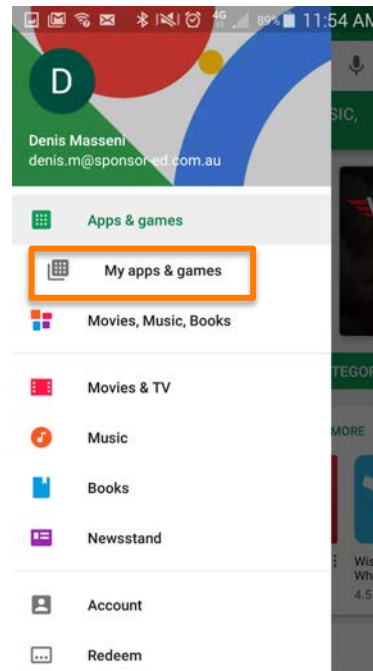 4G 89% 11:54 AM
D
SIC,
Denis Masseni
denis.m@sponsor-ed.com.au
Apps & games
My apps & games
Movies, Music, Books
TEGOR
Movies & TV
MORE
Music
Books
Newsstand
Wis
Wh
4.5
Account
Redeem